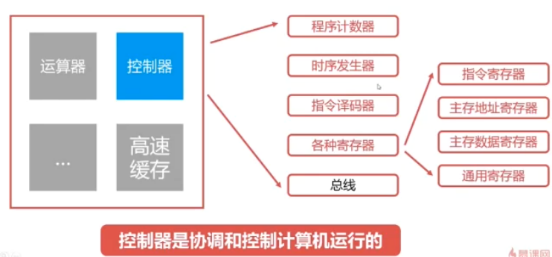 运算器
控制器
...
高速
缓存
程序计数器
时序发生器
指令译码器
各种寄存器
总线
指令寄存器
主存地址寄存器
主存数据寄存器
通用寄存器
控制器是协调和控制计算机运行的
慕课网